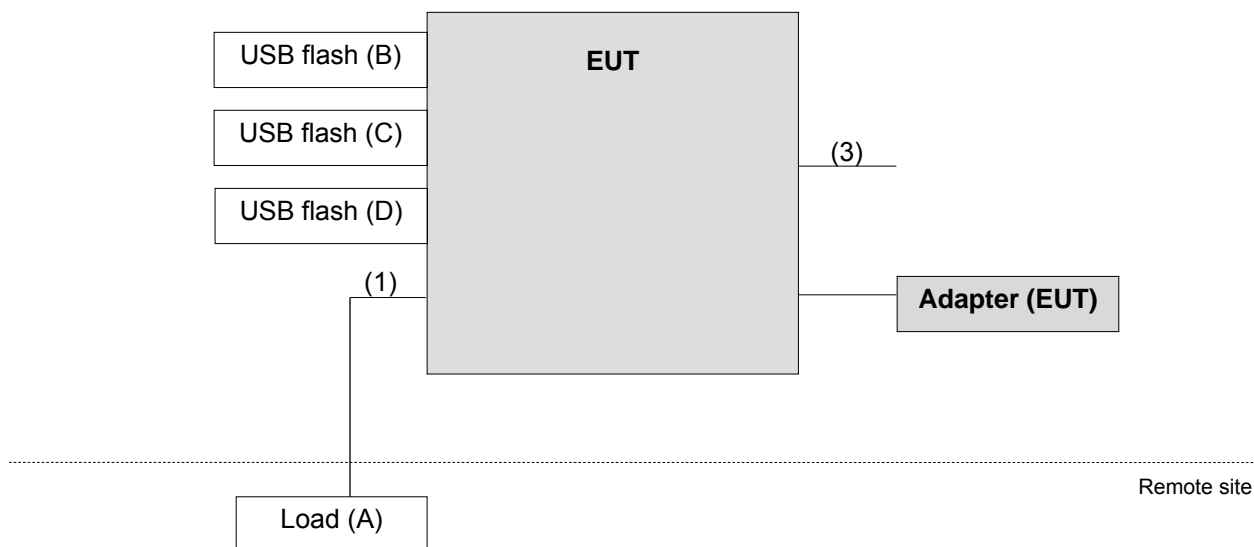 USB flash (B)
EUT
USB flash (C)
(3)
USB flash (D)
(1)
Adapter (EUT)
Remote site
Load (A)